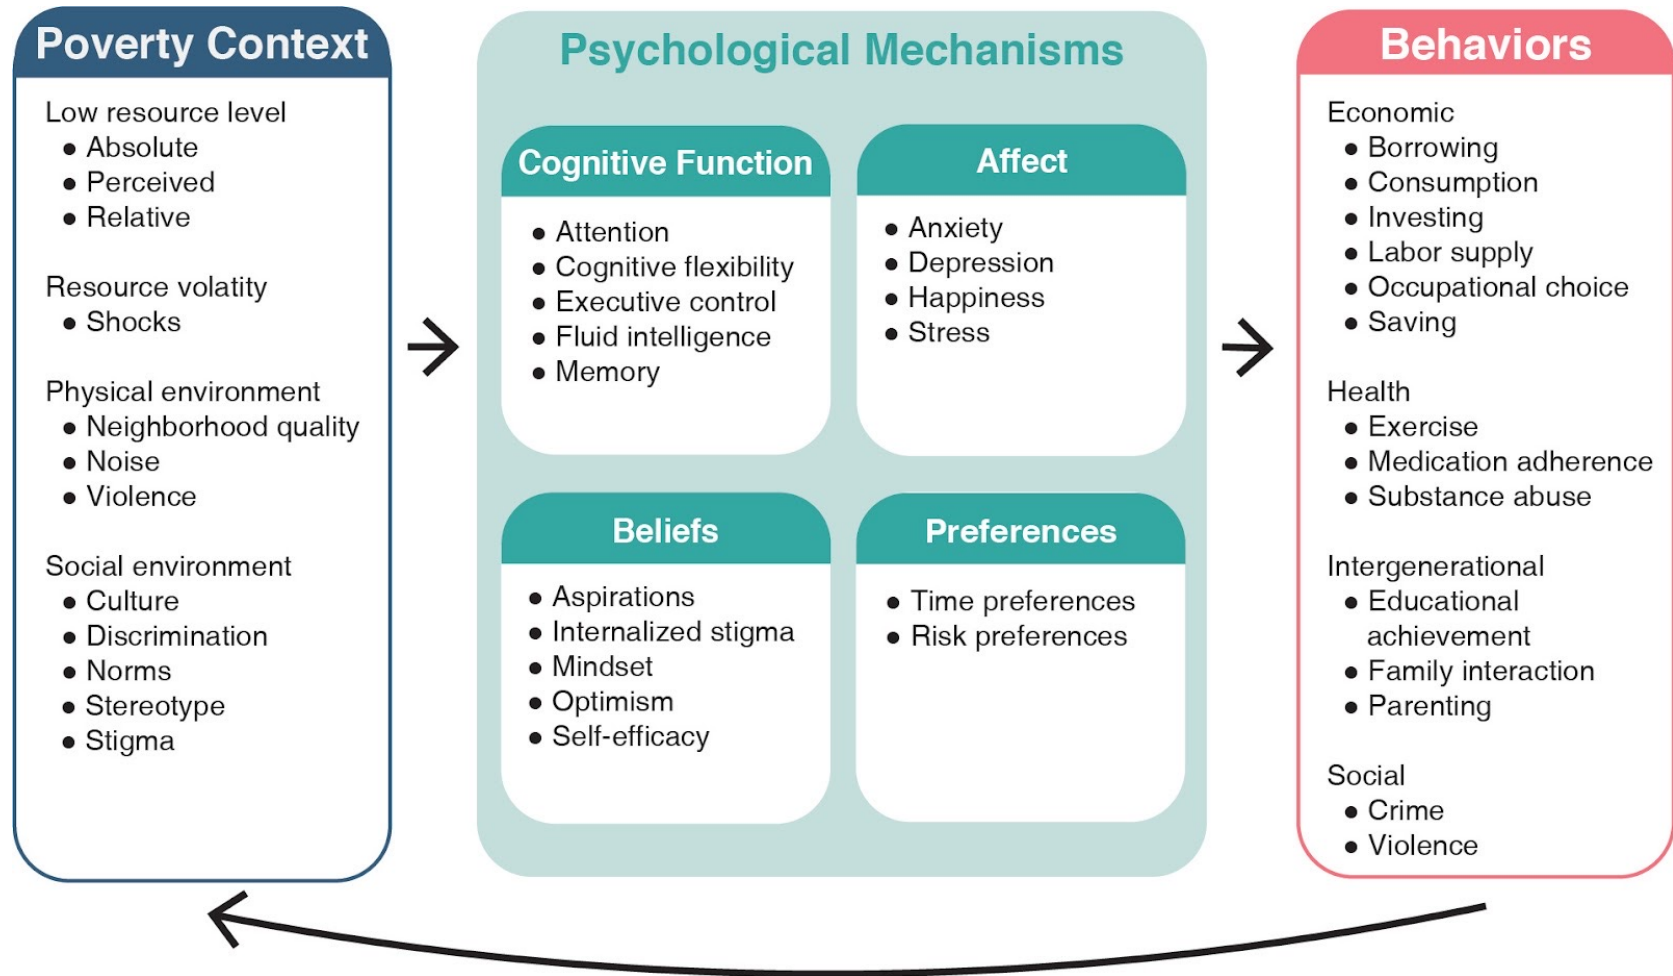 Poverty Context
Low resource level
● Absolute
● Perceived
● Relative
Resource volatity
● Shocks
Physical environment
● Neighborhood quality
● Noise
● Violence
Social environment
● Culture
● Discrimination
● Norms
● Stereotype
● Stigma
Psychological Mechanisms
Cognitive Function
● Attention
● Cognitive flexibility
● Executive control
● Fluid intelligence
● Memory
Affect
● Anxiety
● Depression
● Happiness
● Stress
Beliefs
● Aspirations
● Internalized stigma
● Mindset
● Optimism
● Self-efficacy
Preferences
● Time preferences
● Risk preferences
Behaviors
Economic
● Borrowing
● Consumption
● Investing
● Labor supply
● Occupational choice
● Saving
Health
● Exercise
● Medication adherence
● Substance abuse
Intergenerational
● Educational
achievement
● Family interaction
● Parenting
Social
● Crime
● Violence